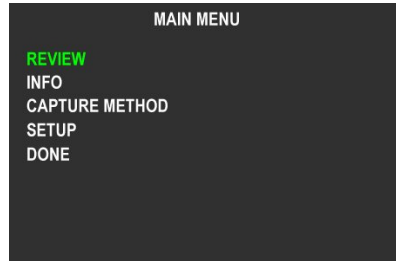 MAIN MENU
REVIEW
INFO
CAPTURE METHOD
SETUP
DONE